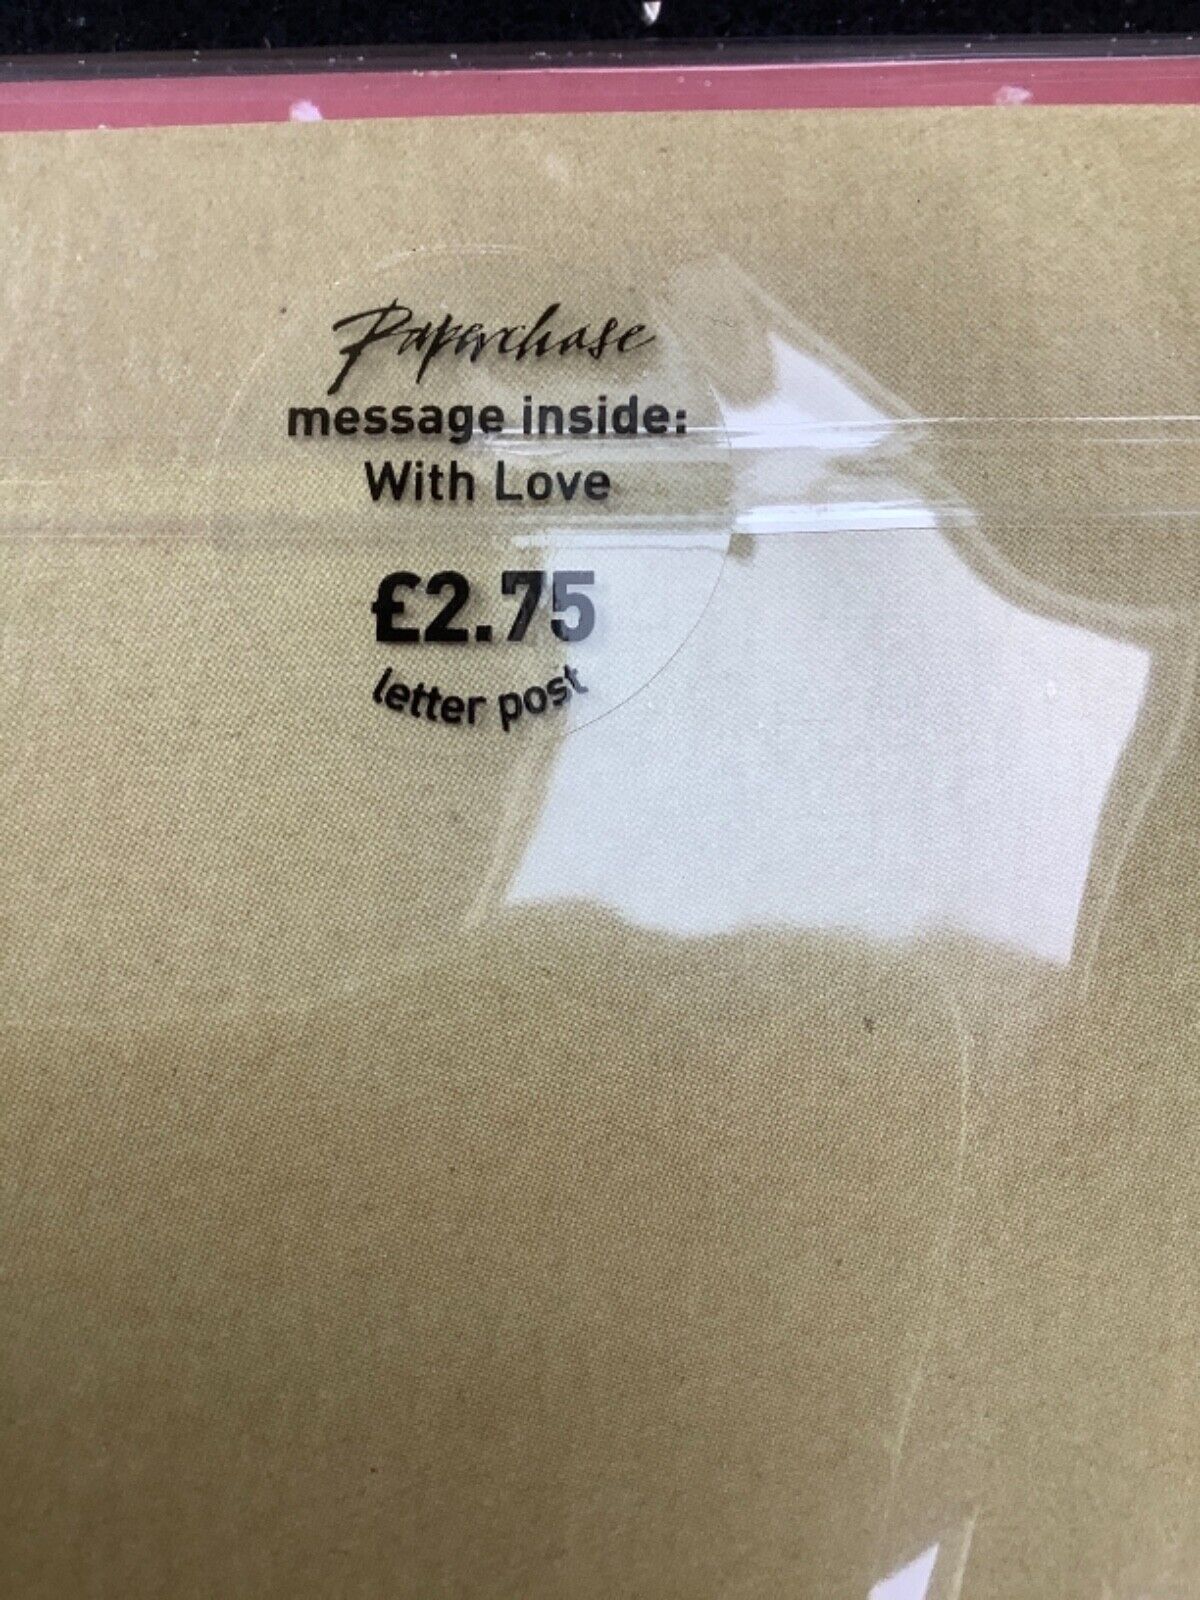 Paperchase
message inside:
With Love
£2.75
letter post